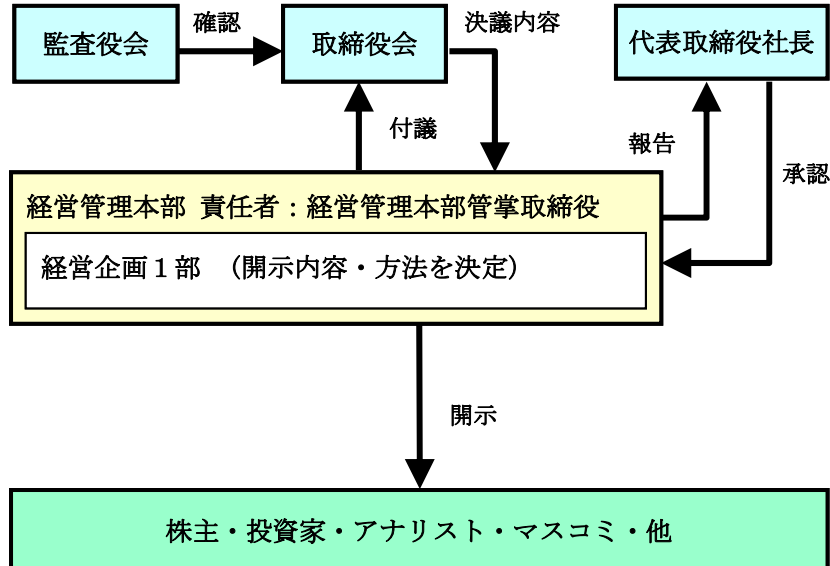 監査役会
確認
取締役会
決議内容
代表取締役社長
付議
報告
承認
経営管理本部 責任者：経営管理本部管掌取締役
経営企画１部 (開示内容・方法を決定)
開示
株主・投資家・アナリスト・マスコミ・他